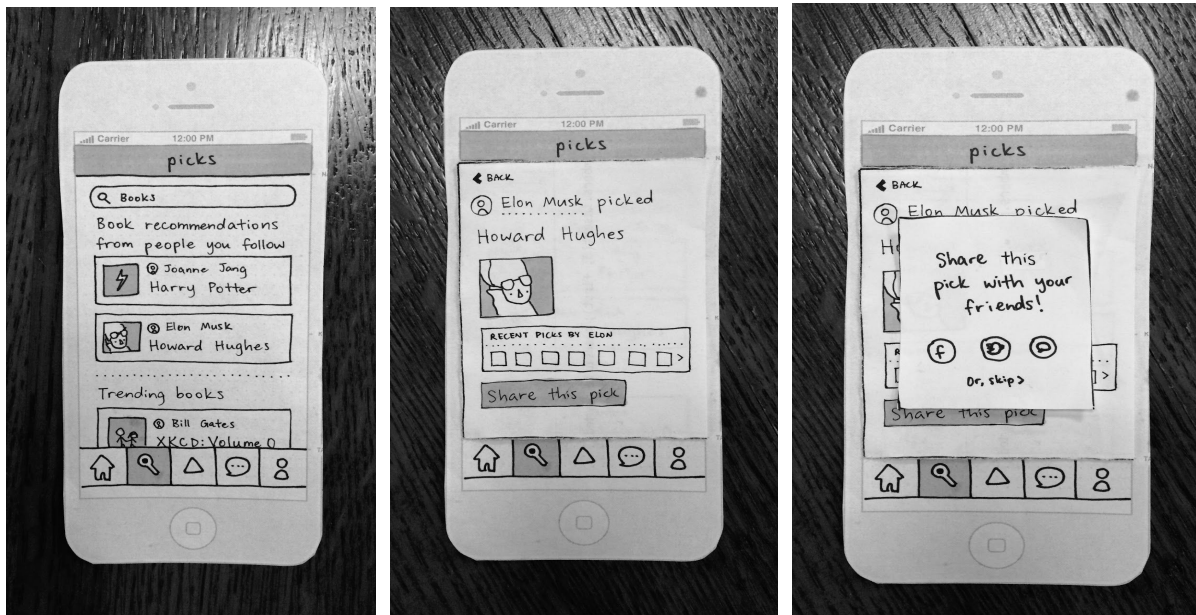 Carrier 12:00 PM
picks
Books
Book recommendations
from people you follow
Joanne Jang
Harry Potter
Elon Musk
Howard Hughes
Trending books
Bill Gates
XKCD: Volume 0
Carrier 12:00 PM
picks
BACK
Elon Musk picked
Howard Hughes
RECENT PICKS BY ELON
Share this pick
Carrier 12:00 PM
picks
BACK
Elon Musk picked
Share this
pick with your
friends!
f
Or, skip >
Share this pick